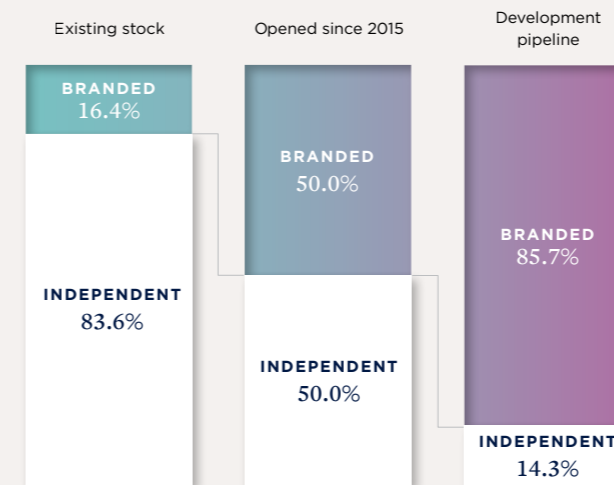 Existing stock
BRANDED
16.4%
INDEPENDENT
83.6%
Opened since 2015
BRANDED
50.0%
INDEPENDENT
50.0%
Development
pipeline
BRANDED
85.7%
INDEPENDENT
14.3%